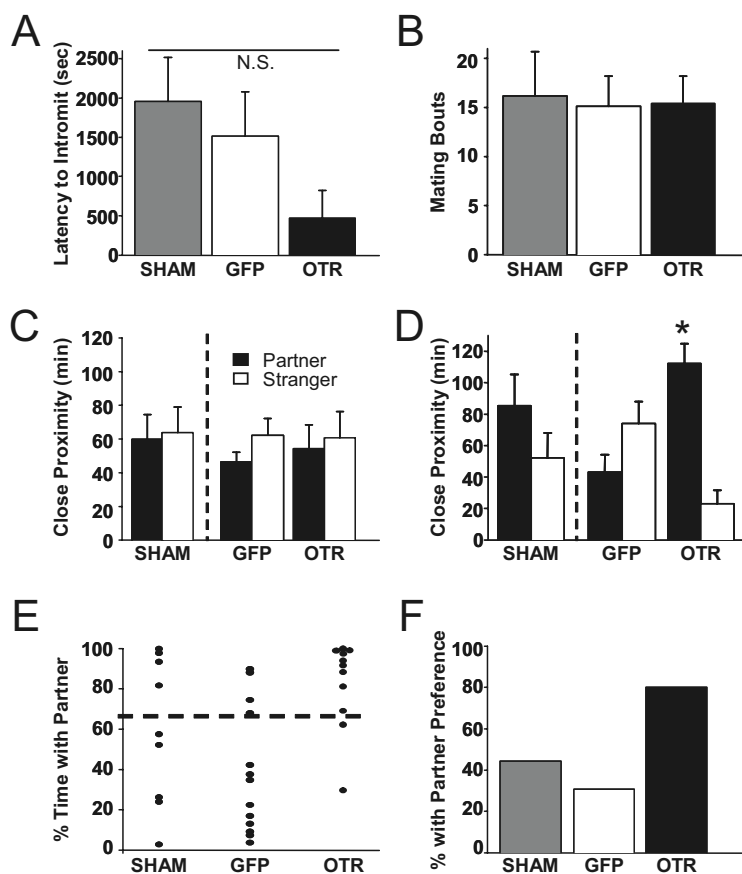 A
Latency to Intromit (sec)
2500
2000
1500
1000
500
0
N.S.
SHAM GFP OTR
B
Mating Bouts
20
15
10
5
0
SHAM GFP OTR
C
Close Proximity (min)
120
100
80
60
40
20
0
Partner
Stranger
SHAM GFP OTR
D
Close Proximity (min)
120
100
80
60
40
20
0
*
SHAM GFP OTR
E
% Time with Partner
100
80
60
40
20
0
SHAM GFP OTR
F
% with Partner Preference
100
80
60
40
20
0
SHAM GFP OTR